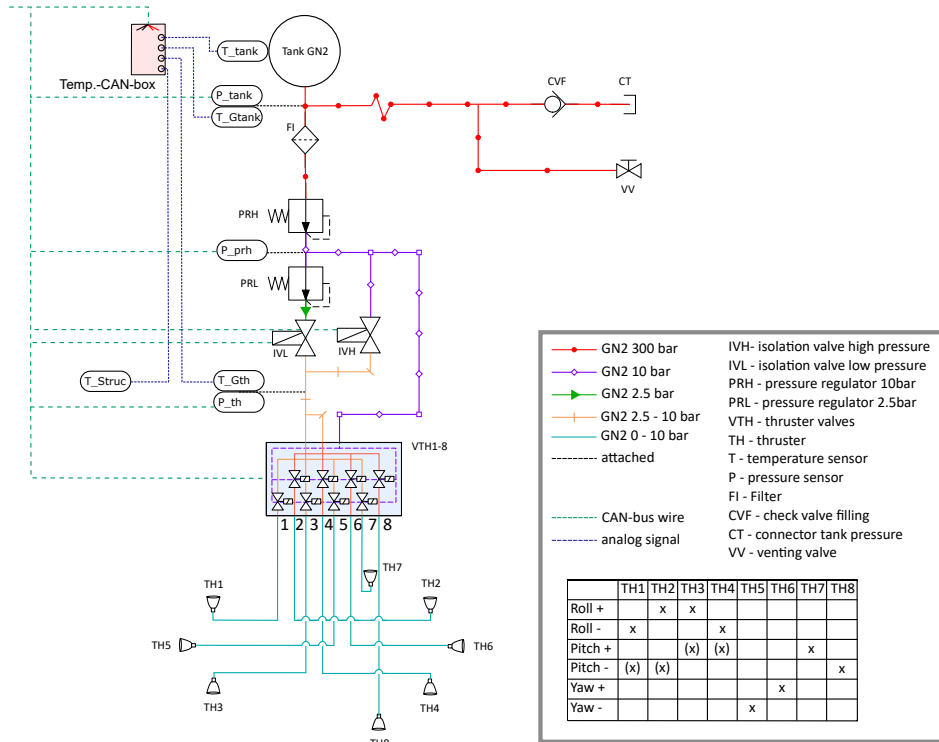 T_tank
Tank GN2
Temp.-CAN-box
P_tank
T_Gtank
CVF
CT
FI
VV
PRH
P_prh
PRL
IVL
IVH
T_Struc
T_Gth
P_th
VTH1-8
1 2 3 4 5 6 7 8
TH7
TH1
TH2
TH5
TH6
TH3
TH4
GN2 300 bar
GN2 10 bar
GN2 2.5 bar
GN2 2.5 - 10 bar
GN2 0 - 10 bar
attached
CAN-bus wire
analog signal
IVH- isolation valve high pressure
IVL - isolation valve low pressure
PRH - pressure regulator 10bar
PRL - pressure regulator 2.5bar
VTH - thruster valves
TH - thruster
T - temperature sensor
P - pressure sensor
FI - Filter
CVF - check valve filling
CT - connector tank pressure
VV - venting valve
TH1 TH2 TH3 TH4 TH5 TH6 TH7 TH8
Roll + x x
Roll - x x
Pitch + (x) (x) x
Pitch - (x) (x) x
Yaw + x
Yaw - x